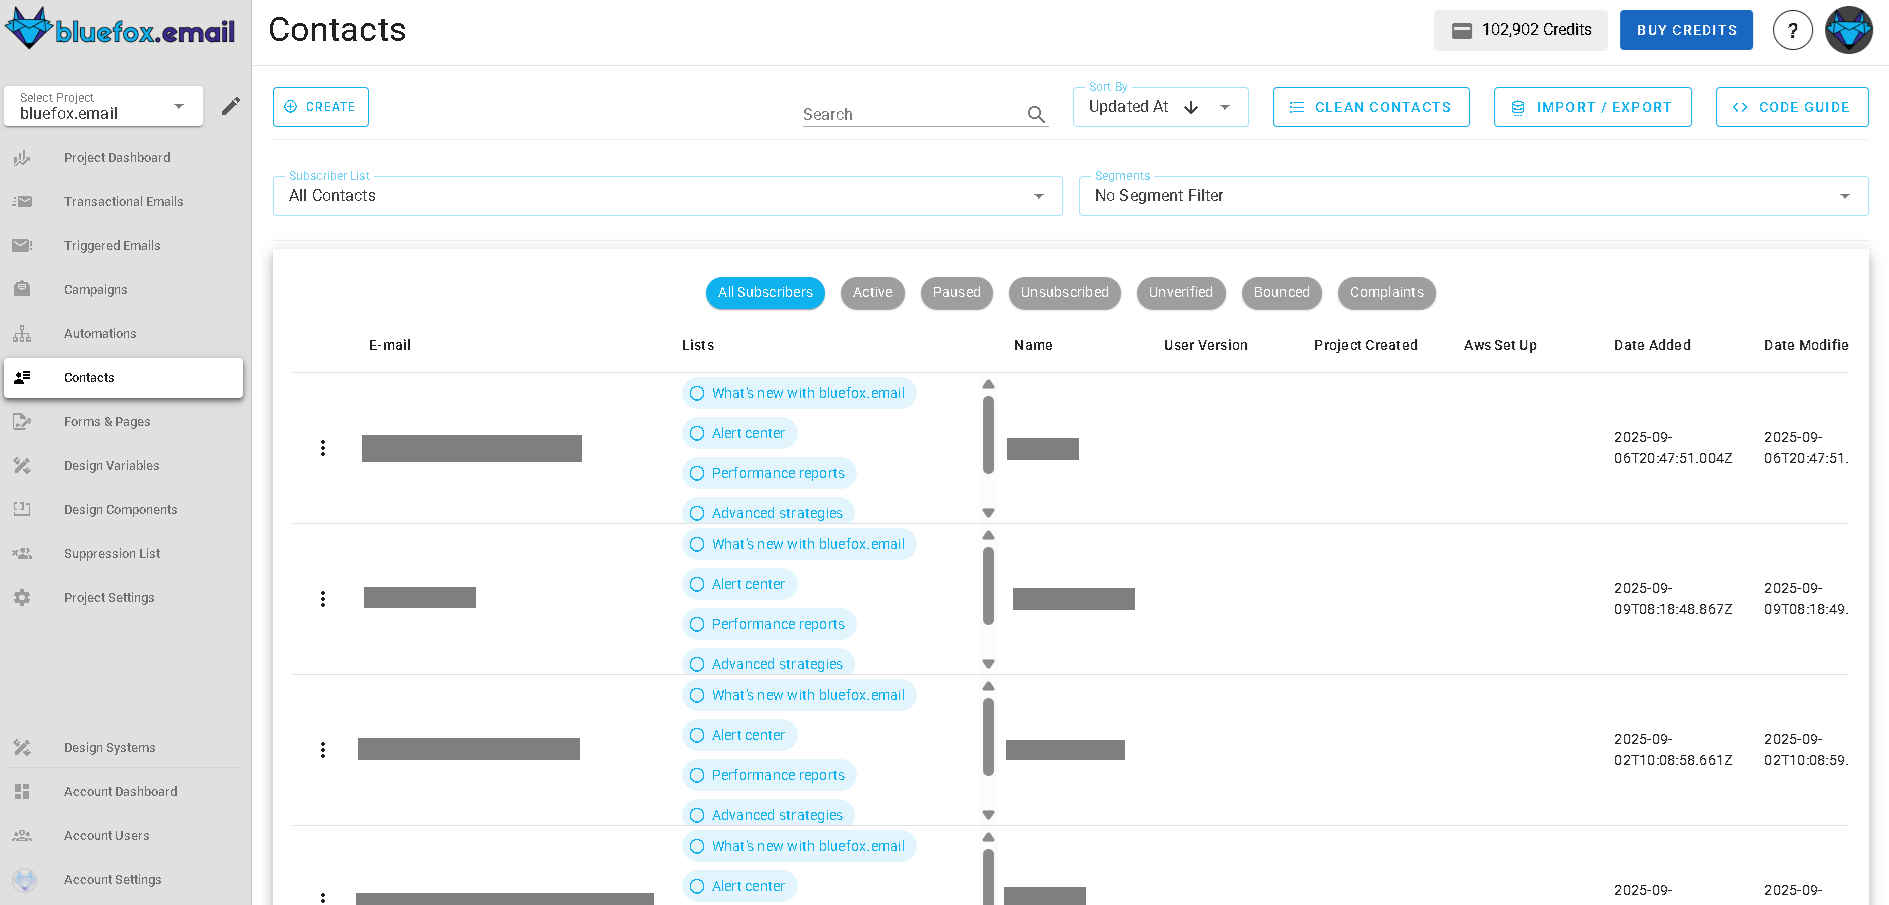 bluefox.email
Contacts
102,902 Credits
BUY CREDITS
?
Select Project
bluefox.email
Project Dashboard
Transactional Emails
Triggered Emails
Campaigns
Automations
Contacts
Forms & Pages
Design Variables
Design Components
Suppression List
Project Settings
Design Systems
Account Dashboard
Account Users
Account Settings
CREATE
Search
Sort By
Updated At
CLEAN CONTACTS
IMPORT / EXPORT
CODE GUIDE
Subscriber List
All Contacts
Segments
No Segment Filter
All Subscribers
Active
Paused
Unsubscribed
Unverified
Bounced
Complaints
E-mail
Lists
Name
User Version
Project Created
Aws Set Up
Date Added
Date Modifie
What's new with bluefox.email
Alert center
Performance reports
Advanced strategies
2025-09-
06T20:47:51.004Z
2025-09-
06T20:47:51.
What's new with bluefox.email
Alert center
Performance reports
Advanced strategies
2025-09-
09T08:18:48.867Z
2025-09-
09T08:18:49.
What's new with bluefox.email
Alert center
Performance reports
Advanced strategies
2025-09-
02T10:08:58.661Z
2025-09-
02T10:08:59.
What's new with bluefox.email
Alert center
2025-09-
2025-09-